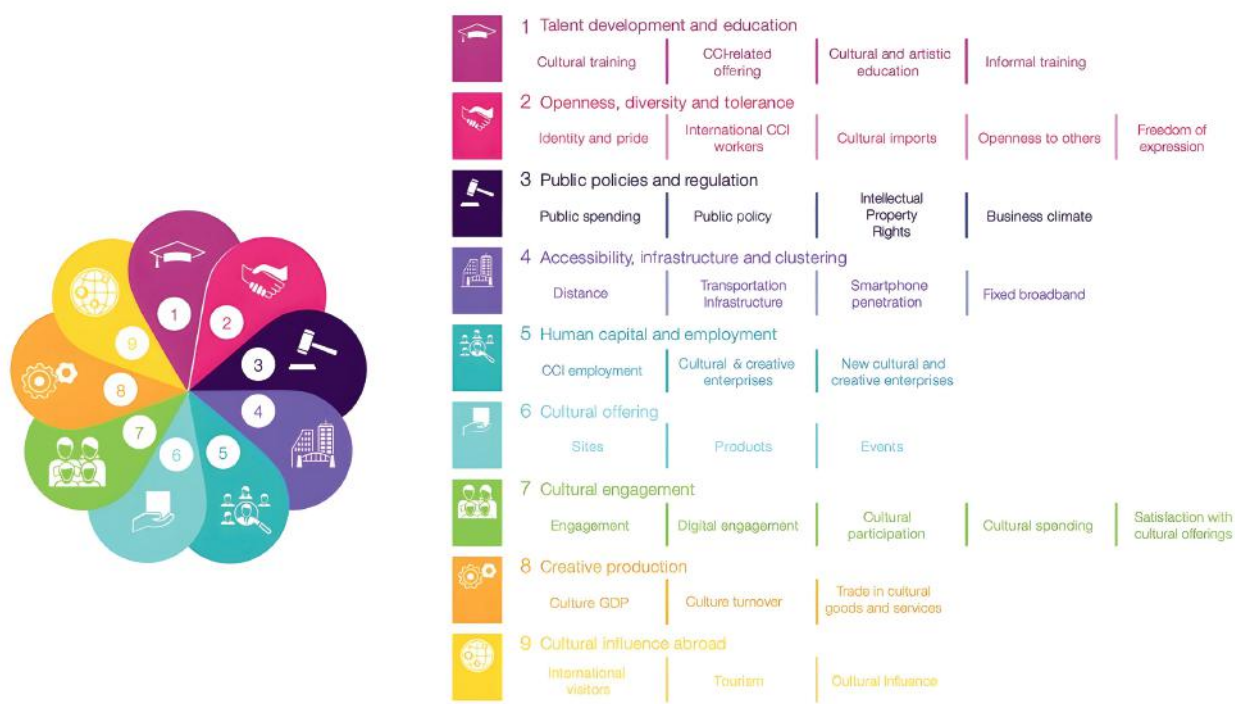 1
2
3
4
5
6
7
8
9
1 Talent development and education
Cultural training
CCI-related
offering
Cultural and artistic
education
Informal training
2 Openness, diversity and tolerance
Identity and pride
International CCI
workers
Cultural imports
Openness to others
Freedom of
expression
3 Public policies and regulation
Public spending
Public policy
Intellectual
Property
Rights
Business climate
4 Accessibility, infrastructure and clustering
Distance
Transportation
Infrastructure
Smartphone
penetration
Fixed broadband
5 Human capital and employment
CCI employment
Cultural & creative
enterprises
New cultural and
creative enterprises
6 Cultural offering
Sites
Products
Events
7 Cultural engagement
Engagement
Digital engagement
Cultural
participation
Cultural spending
Satisfaction with
cultural offerings
8 Creative production
Culture GDP
Culture turnover
Trade in cultural
goods and services
9 Cultural influence abroad
International
visitors
Tourism
Cultural Influence